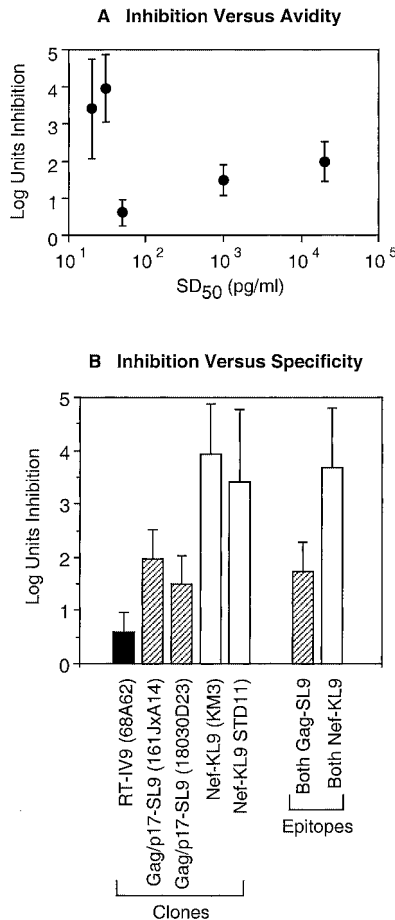 A Inhibition Versus Avidity
5
4
3
2
1
0
Log Units Inhibition
10^1
10^2
10^3
10^4
10^5
SD50 (pg/ml)
B Inhibition Versus Specificity
5
4
3
2
1
0
Log Units Inhibition
RT-IV9 (68A62)
Gag/p17-SL9 (161JxA14)
Gag/p17-SL9 (18030D23)
Nef-KL9 (KM3)
Nef-KL9 STD11)
Both Gag-SL9
Both Nef-KL9
Epitopes
Clones